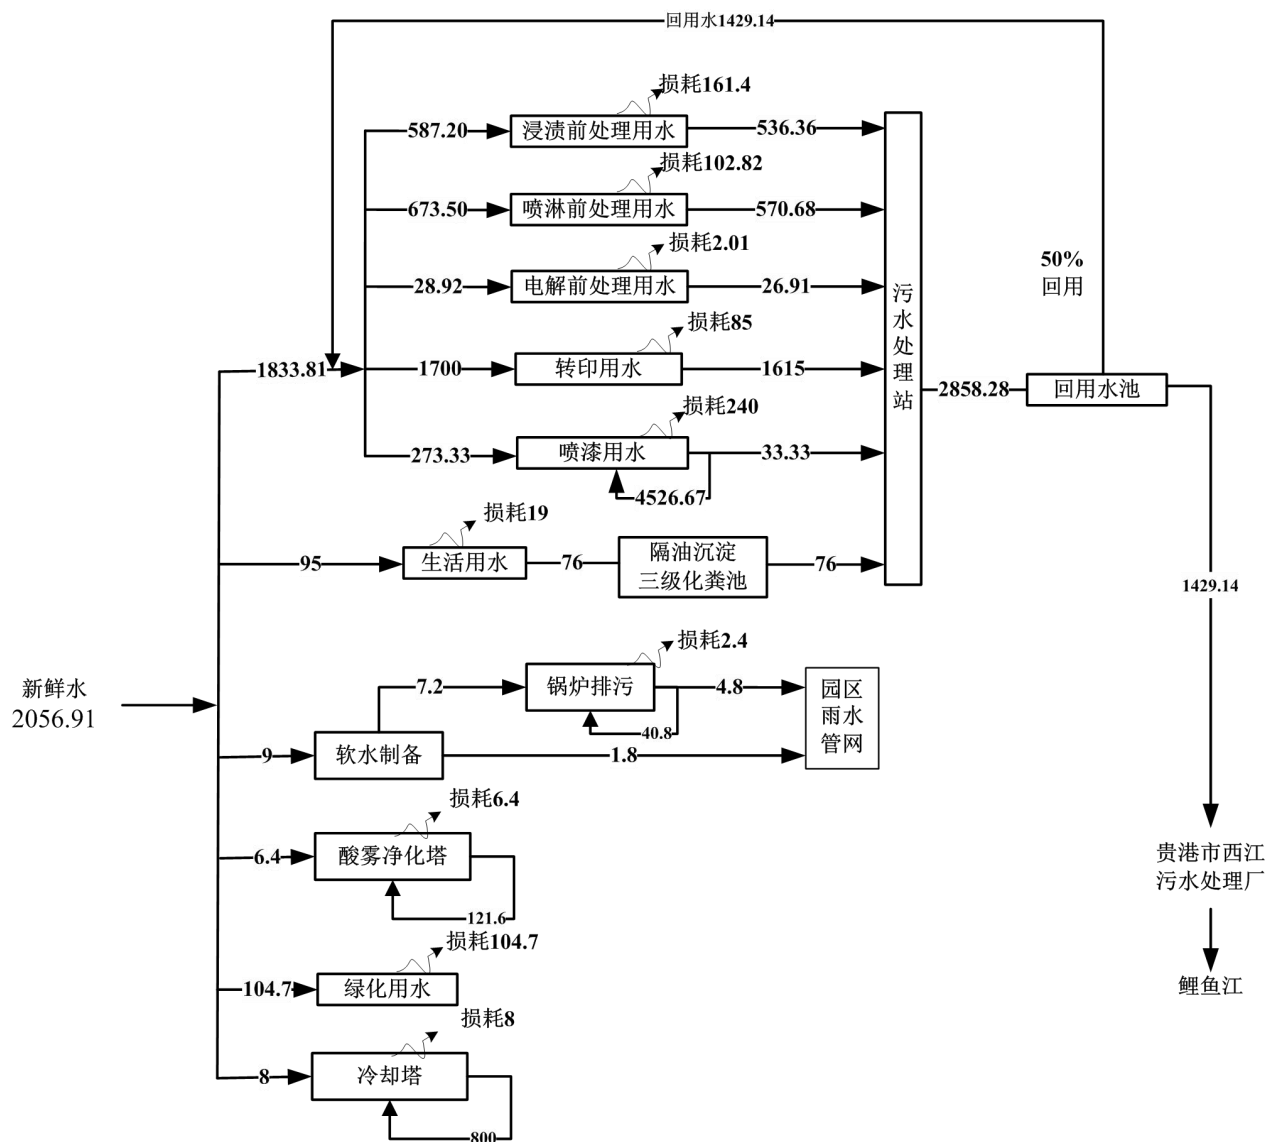 回用水1429.14
损耗161.4
587.20
浸渍前处理用水
536.36
损耗102.82
673.50
喷淋前处理用水
570.68
损耗2.01
28.92
电解前处理用水
26.91
50%
回用
污水处理站
损耗85
1833.81
1700
转印用水
1615
2858.28
回用水池
损耗240
273.33
喷漆用水
33.33
4526.67
损耗19
95
生活用水
76
隔油沉淀
三级化粪池
76
1429.14
损耗2.4
新鲜水
2056.91
7.2
锅炉排污
4.8
40.8
园区
雨水
管网
9
软水制备
1.8
损耗6.4
6.4
酸雾净化塔
121.6
贵港市西江
污水处理厂
损耗104.7
104.7
绿化用水
鲤鱼江
损耗8
8
冷却塔
800